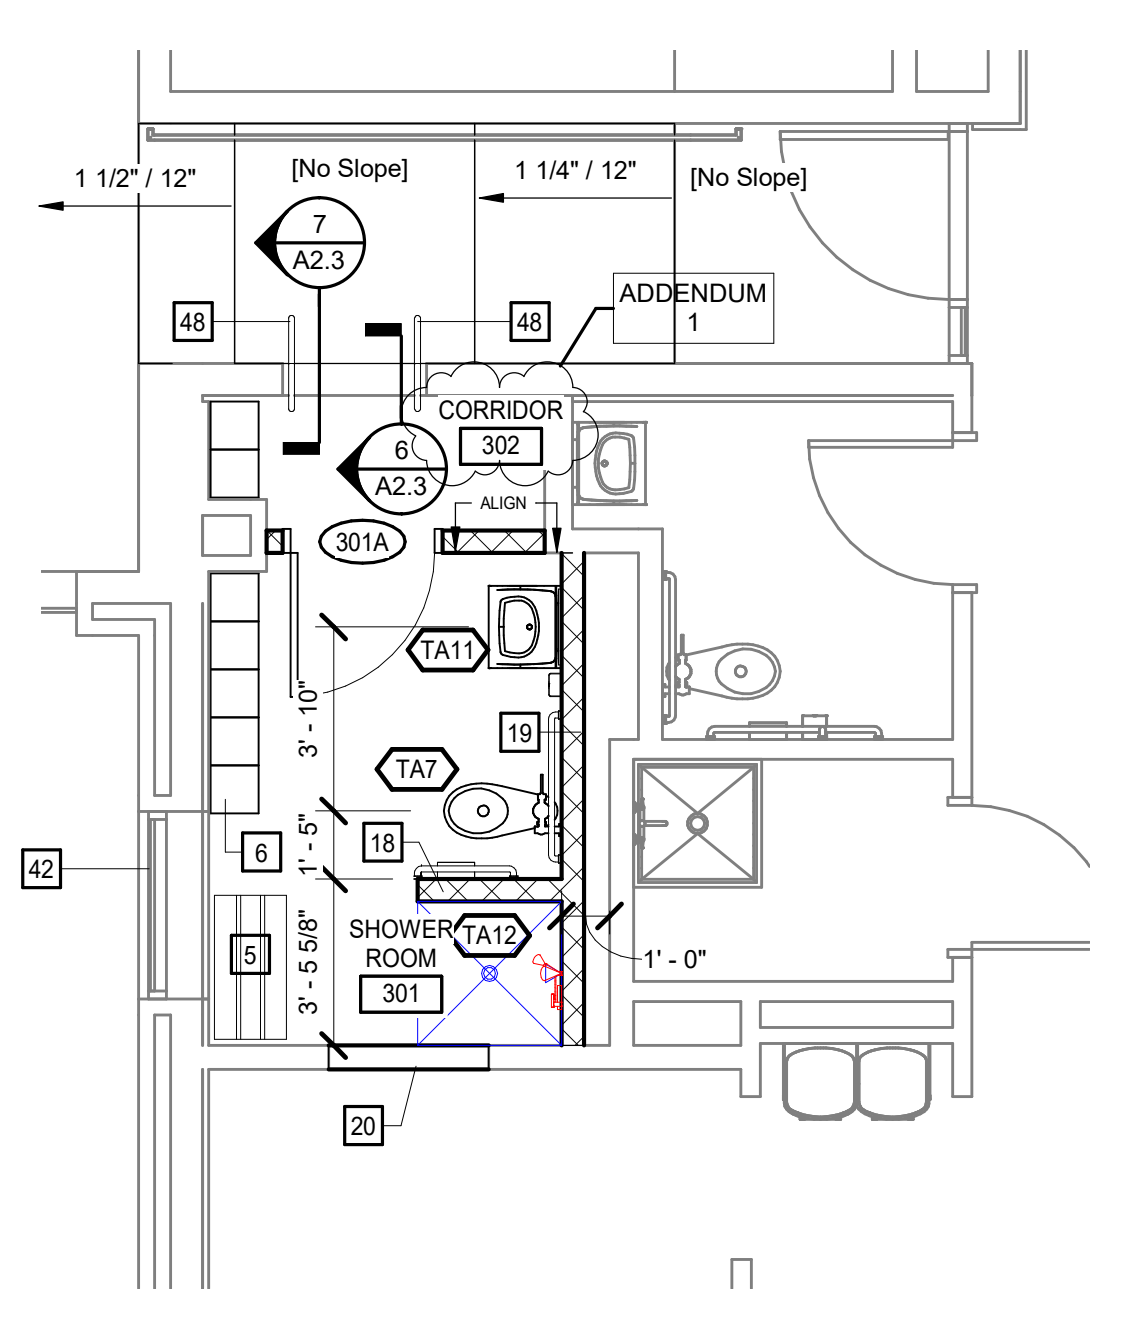 [No Slope]
1 1/4" / 12"
1 1/2" / 12"
[No Slope]
7
A2.3
ADDENDUM
1
48
48
CORRIDOR
302
6
A2.3
ALIGN
301A
TA11
3' - 10"
19
TA7
1' - 5"
18
6
42
SHOWER
ROOM
301
TA12
3' - 5 5/8"
5
1' - 0"
20